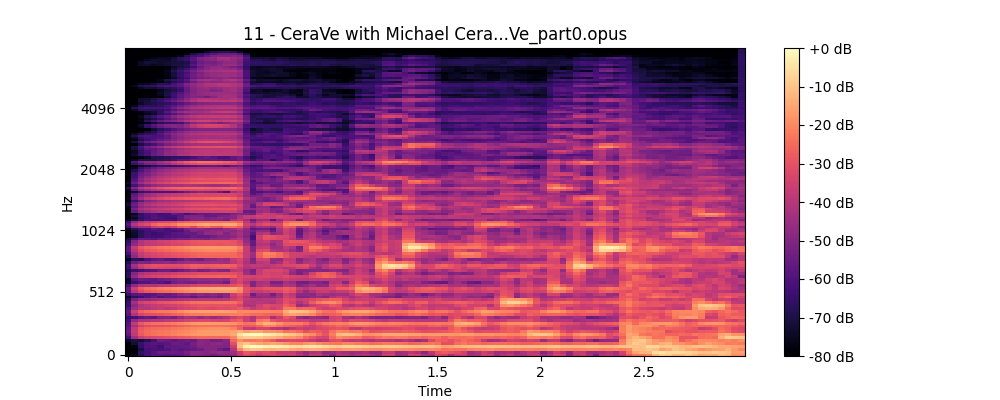 11 - CeraVe with Michael Cera...Ve_part0.opus
Hz
4096
2048
1024
512
0
0
0.5
1
1.5
2
2.5
Time
+0 dB
-10 dB
-20 dB
-30 dB
-40 dB
-50 dB
-60 dB
-70 dB
-80 dB